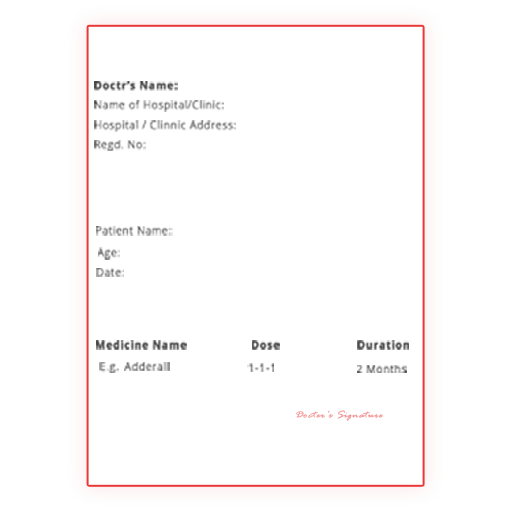 Doctr's Name:
Name of Hospital/Clinic:
Hospital / Clinnic Address:
Regd. No:
Patient Name:
Age:
Date:
Medicine Name Dose Duration
E.g. Adderall 1-1-1 2 Months
Doctor's Signature